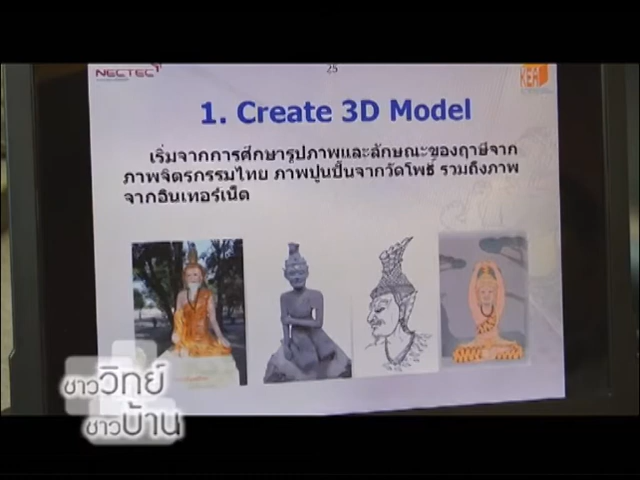 NECTEC
25
KEA
1. Create 3D Model
เริ่มจากการศึกษารูปภาพและลักษณะของฤาษีจาก
ภาพจิตรกรรมไทย ภาพปูนปั้นจากวัดโพธิ์ รวมถึงภาพ
จากอินเทอร์เน็ต
ชาววิทย์
ชาวบ้าน